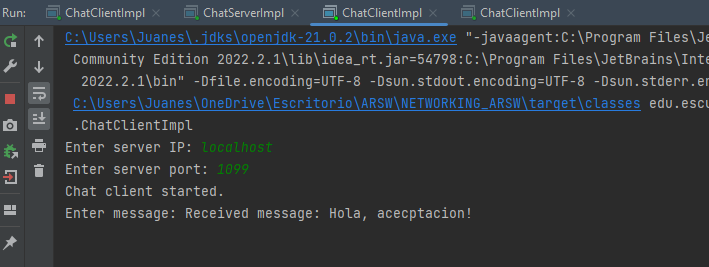 Run: ChatClientImpl ChatServerImpl ChatClientImpl ChatClientImpl
C:\Users\Juanes\.jdks\openjdk-21.0.2\bin\java.exe "-javaagent:C:\Program Files\Je
Community Edition 2022.2.1\lib\idea_rt.jar=54798:C:\Program Files\JetBrains\Inte
2022.2.1\bin" -Dfile.encoding=UTF-8 -Dsun.stdout.encoding=UTF-8 -Dsun.stderr.en
C:\Users\Juanes\OneDrive\Escritorio\ARSW\NETWORKING_ARSW\target\classes edu.escu
.ChatClientImpl
Enter server IP: localhost
Enter server port: 1099
Chat client started.
Enter message: Received message: Hola, acecptacion!